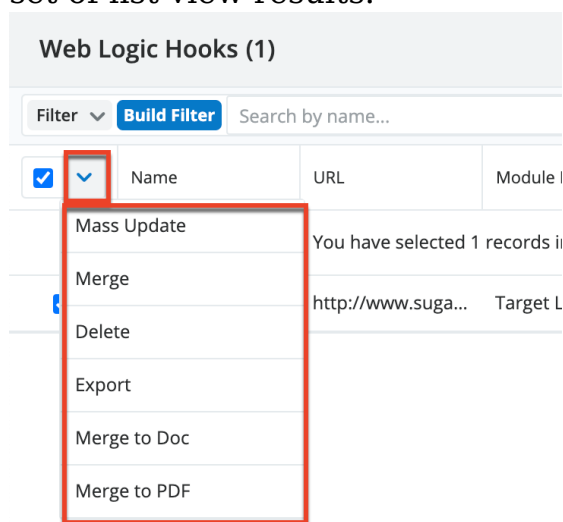 set of list view results.
Web Logic Hooks (1)
Filter Build Filter Search by name...
Name URL Module
Mass Update
You have selected 1 records
Merge
http://www.suga... Target
Delete
Export
Merge to Doc
Merge to PDF